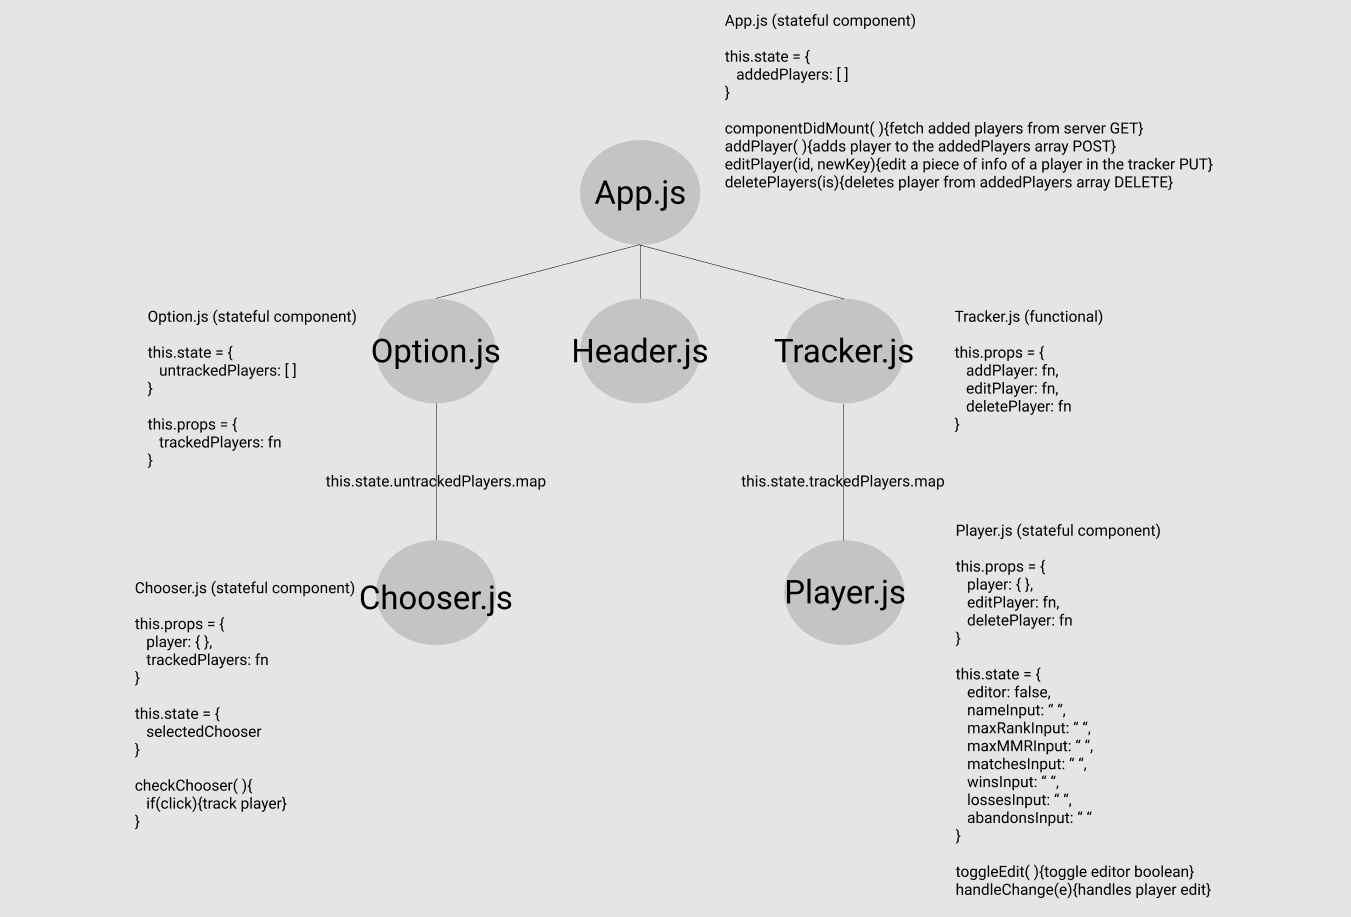 App.js (stateful component)
this.state = {
addedPlayers: [ ]
}
componentDidMount( ){fetch added players from server GET}
addPlayer( ){adds player to the addedPlayers array POST}
editPlayer(id, newKey){edit a piece of info of a player in the tracker PUT}
deletePlayers(is){deletes player from addedPlayers array DELETE}
App.js
Option.js (stateful component)
this.state = {
untrackedPlayers: [ ]
}
this.props = {
trackedPlayers: fn
}
Option.js
Header.js
Tracker.js
Tracker.js (functional)
this.props = {
addPlayer: fn,
editPlayer: fn,
deletePlayer: fn
}
this.state.untrackedPlayers.map
this.state.trackedPlayers.map
Chooser.js (stateful component)
this.props = {
player: { },
trackedPlayers: fn
}
this.state = {
selectedChooser
}
checkChooser( ){
if(click){track player}
}
Chooser.js
Player.js
Player.js (stateful component)
this.props = {
player: { },
editPlayer: fn,
deletePlayer: fn
}
this.state = {
editor: false,
nameInput: “ “,
maxRankInput: “ “,
maxMMRInput: “ “,
matchesInput: “ “,
winsInput: “ “,
lossesInput: “ “,
abandonsInput: “ “
}
toggleEdit( ){toggle editor boolean}
handleChange(e){handles player edit}